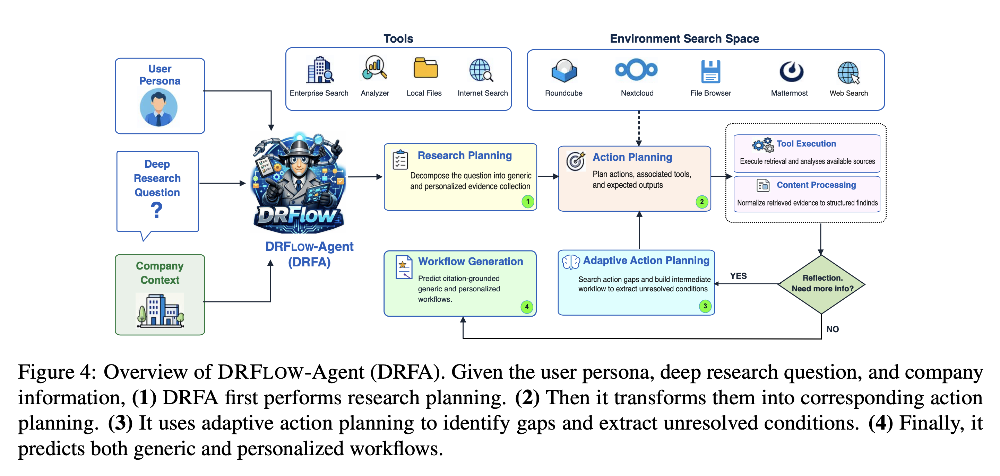 Tools
Environment Search Space
User
Persona
Enterprise Search
Analyzer
Local Files
Internet Search
Roundcube
Nextcloud
File Browser
Mattermost
Web Search
Deep
Research
Question
?
Company
Context
DRFlow
DRFLOW-Agent
(DRFA)
Research Planning
Decompose the question into generic
and personalized evidence collection
1
Action Planning
Plan actions, associated tools,
and expected outputs
2
Tool Execution
Execute retrieval and analyses available sources
Content Processing
Normalize retrieved evidence to structured findinds
Reflection.
Need more info?
YES
NO
Adaptive Action Planning
Search action gaps and build intermediate
workflow to extract unresolved conditions
3
Workflow Generation
Predict citation-grounded
generic and personalized
workflows.
4
Figure 4: Overview of DRFLOW-Agent (DRFA). Given the user persona, deep research question, and company
information, (1) DRFA first performs research planning. (2) Then it transforms them into corresponding action
planning. (3) It uses adaptive action planning to identify gaps and extract unresolved conditions. (4) Finally, it
predicts both generic and personalized workflows.